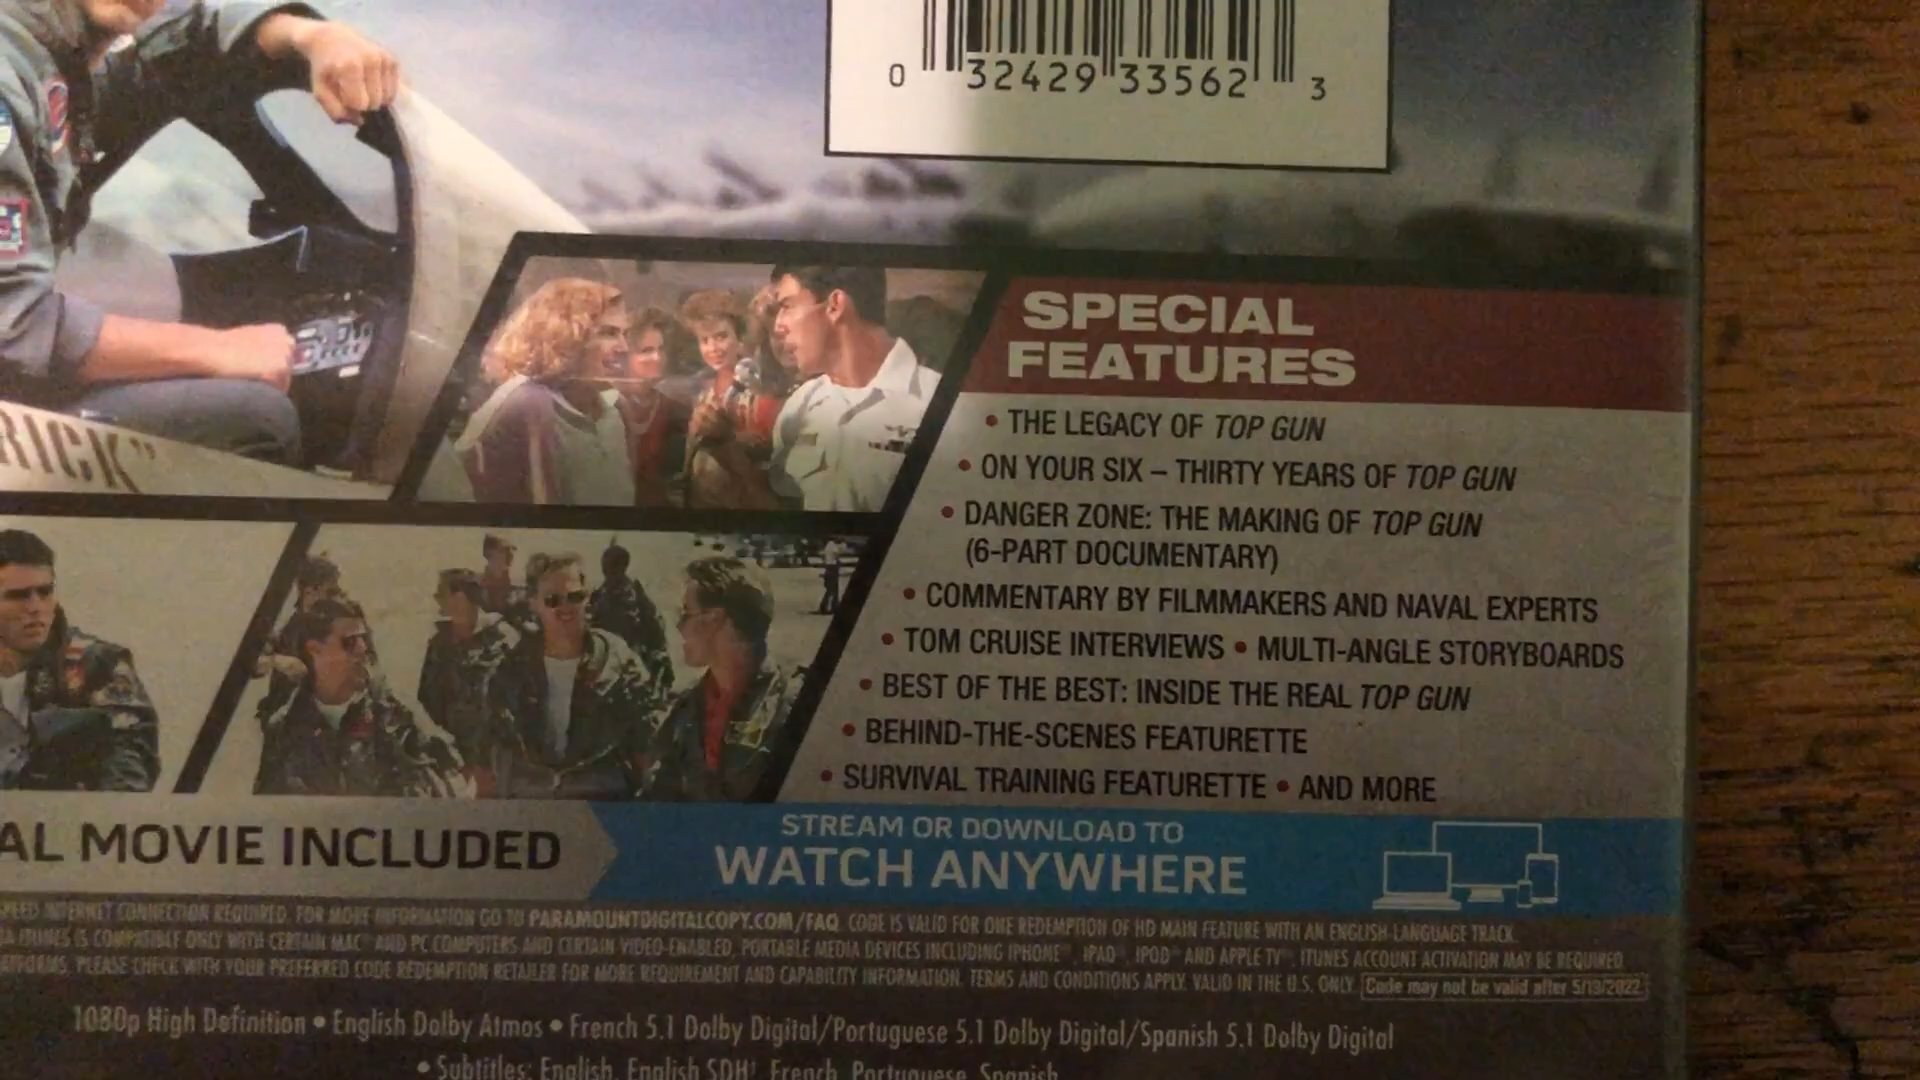 0 32429 33562 3
SPECIAL
FEATURES
• THE LEGACY OF TOP GUN
• ON YOUR SIX – THIRTY YEARS OF TOP GUN
• DANGER ZONE: THE MAKING OF TOP GUN
(6-PART DOCUMENTARY)
• COMMENTARY BY FILMMAKERS AND NAVAL EXPERTS
• TOM CRUISE INTERVIEWS • MULTI-ANGLE STORYBOARDS
• BEST OF THE BEST: INSIDE THE REAL TOP GUN
• BEHIND-THE-SCENES FEATURETTE
• SURVIVAL TRAINING FEATURETTE • AND MORE
RICK"
AL MOVIE INCLUDED
STREAM OR DOWNLOAD TO
WATCH ANYWHERE
PEED INTERNET CONNECTION REQUIRED. FOR MORE INFORMATION GO TO PARAMOUNTDIGITALCOPY.COM/FAQ. CODE IS VALID FOR ONE REDEMPTION OF HD MAIN FEATURE WITH AN ENGLISH LANGUAGE TRACK.
ITUNES IS COMPATIBLE ONLY WITH CERTAIN MAC® AND PC COMPUTERS AND CERTAIN VIDEO-ENABLED, PORTABLE MEDIA DEVICES INCLUDING IPHONE®, IPAD®, IPOD® AND APPLE TV®. ITUNES ACCOUNT ACTIVATION MAY BE REQUIRED.
PLEASE CHECK WITH YOUR PREFERRED CODE REDEMPTION RETAILER FOR MORE REQUIREMENT AND CAPABILITY INFORMATION. TERMS AND CONDITIONS APPLY. VALID IN THE U.S. ONLY. Code may not be valid after 5/19/2022.
1080p High Definition • English Dolby Atmos • French 5.1 Dolby Digital/Portuguese 5.1 Dolby Digital/Spanish 5.1 Dolby Digital
• Subtitles: English, English SDH, French, Portuguese, Spanish